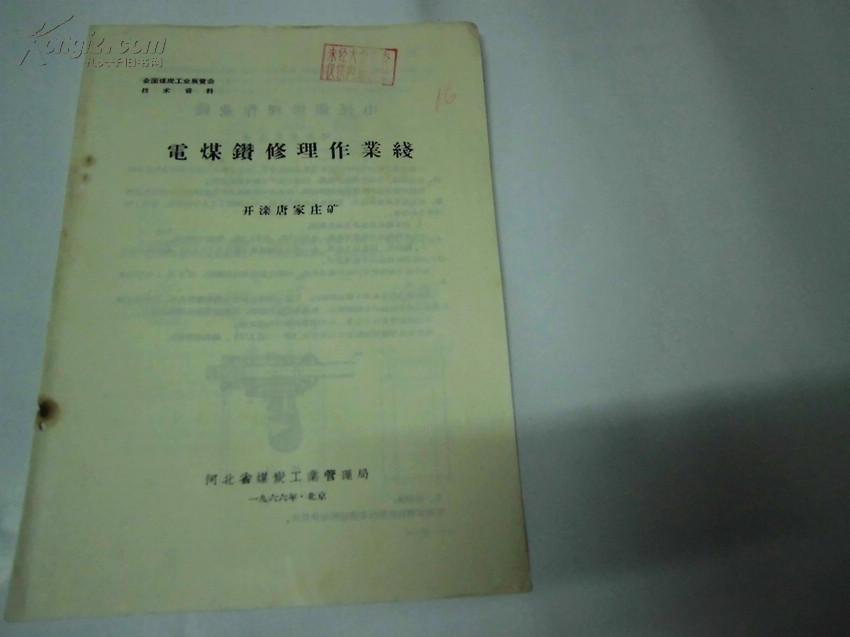 Kongfz.com
孔夫子旧书网
全国煤炭工业展览会
技术资料
16
電煤鑽修理作業綫
开滦唐家庄矿
河北省煤炭工业管理局
一九六六年·北京